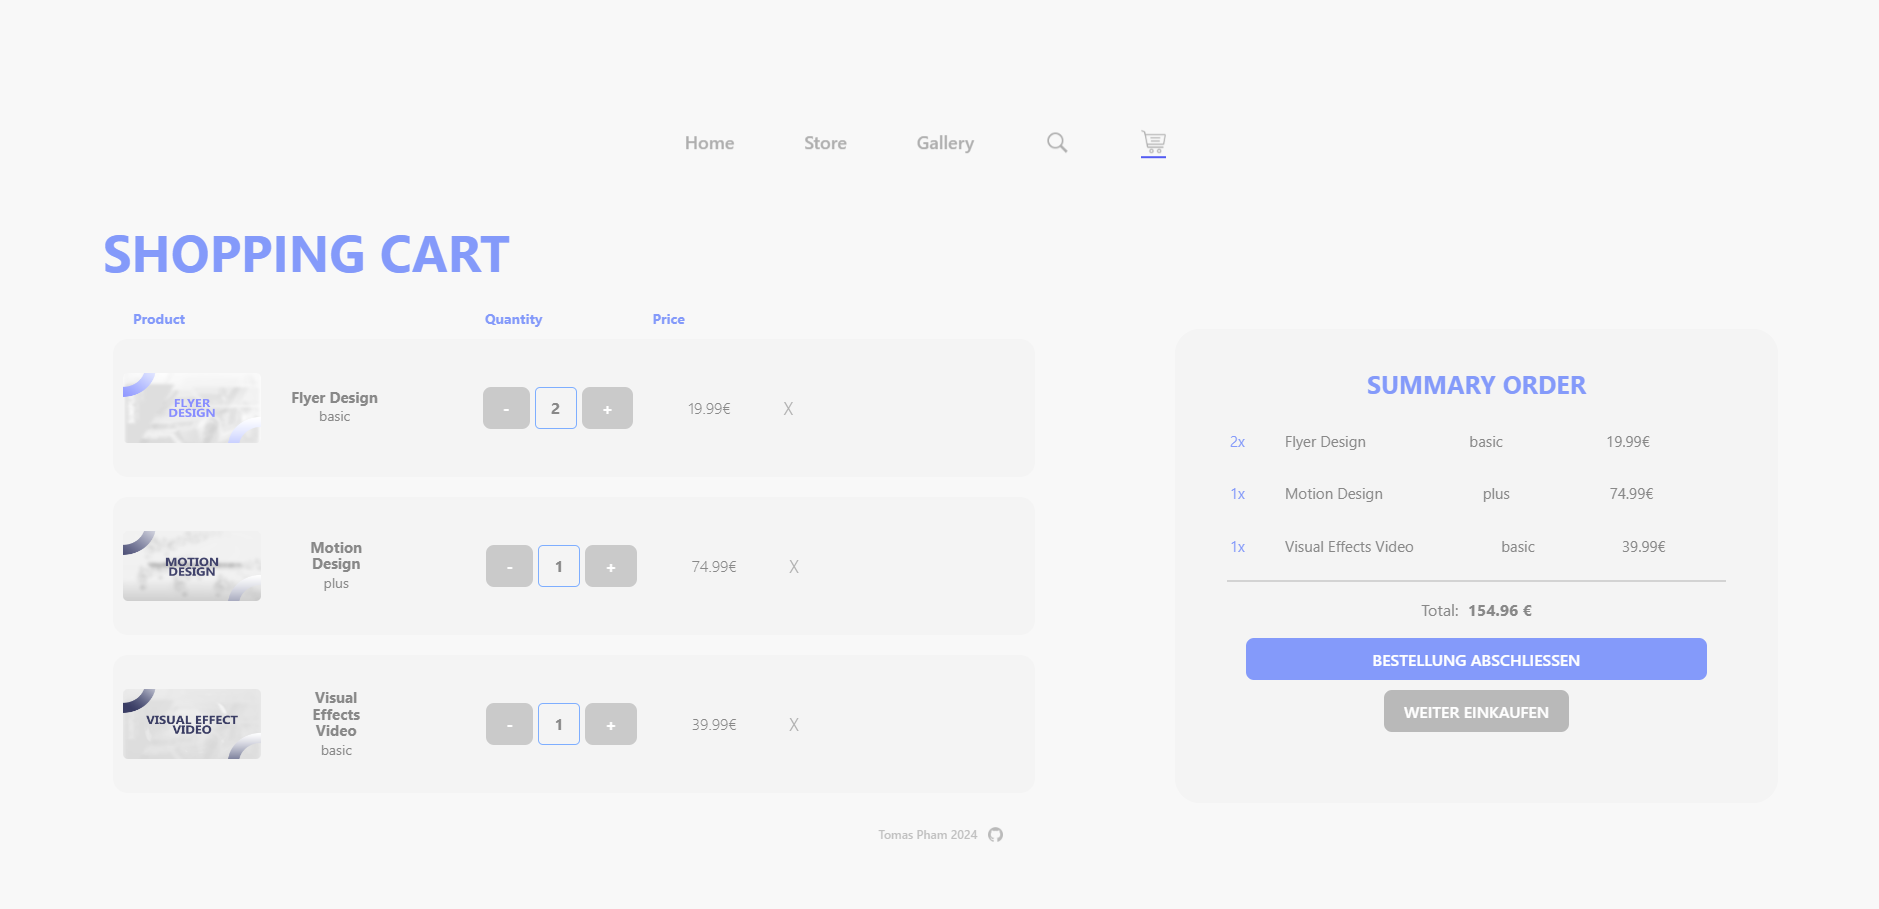 Home Store Gallery
SHOPPING CART
Product Quantity Price
FLYER
DESIGN
Flyer Design
basic
- 2 + 19.99€ X
MOTION
DESIGN
Motion
Design
plus
- 1 + 74.99€ X
VISUAL EFFECT
VIDEO
Visual
Effects
Video
basic
- 1 + 39.99€ X
SUMMARY ORDER
2x Flyer Design basic 19.99€
1x Motion Design plus 74.99€
1x Visual Effects Video basic 39.99€
Total: 154.96 €
BESTELLUNG ABSCHLIESSEN
WEITER EINKAUFEN
Tomas Pham 2024